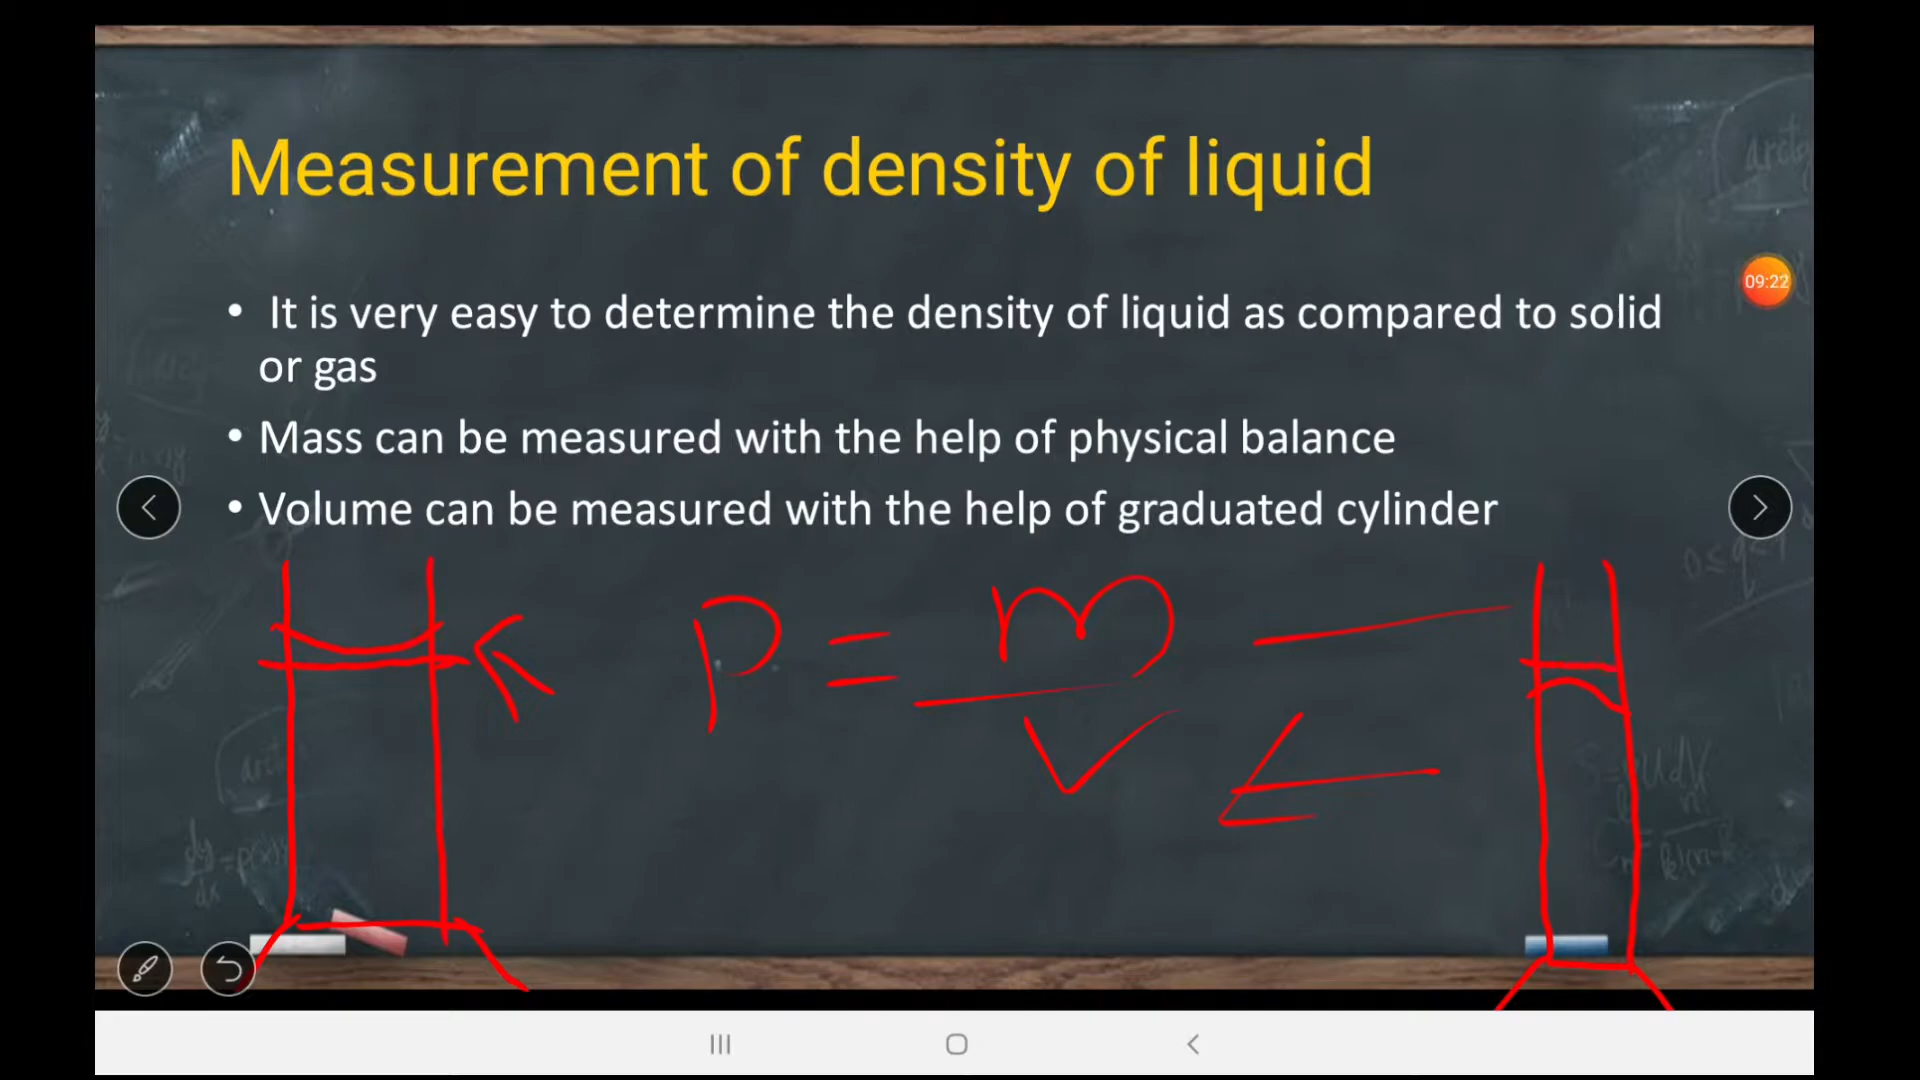 Measurement of density of liquid
09:22
• It is very easy to determine the density of liquid as compared to solid
or gas
• Mass can be measured with the help of physical balance
• Volume can be measured with the help of graduated cylinder
ρ = m
V